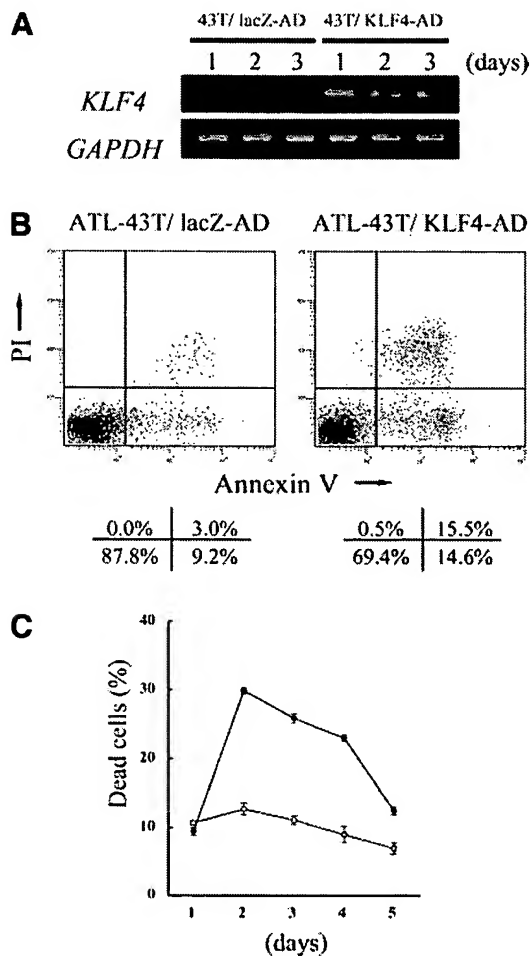 A
43T/ lacZ-AD 43T/ KLF4-AD
1 2 3 1 2 3 (days)
KLF4
GAPDH
B
ATL-43T/ lacZ-AD ATL-43T/ KLF4-AD
PI
Annexin V
0.0% 3.0% 0.5% 15.5%
87.8% 9.2% 69.4% 14.6%
C
40
30
20
10
0
Dead cells (%)
1 2 3 4 5
(days)